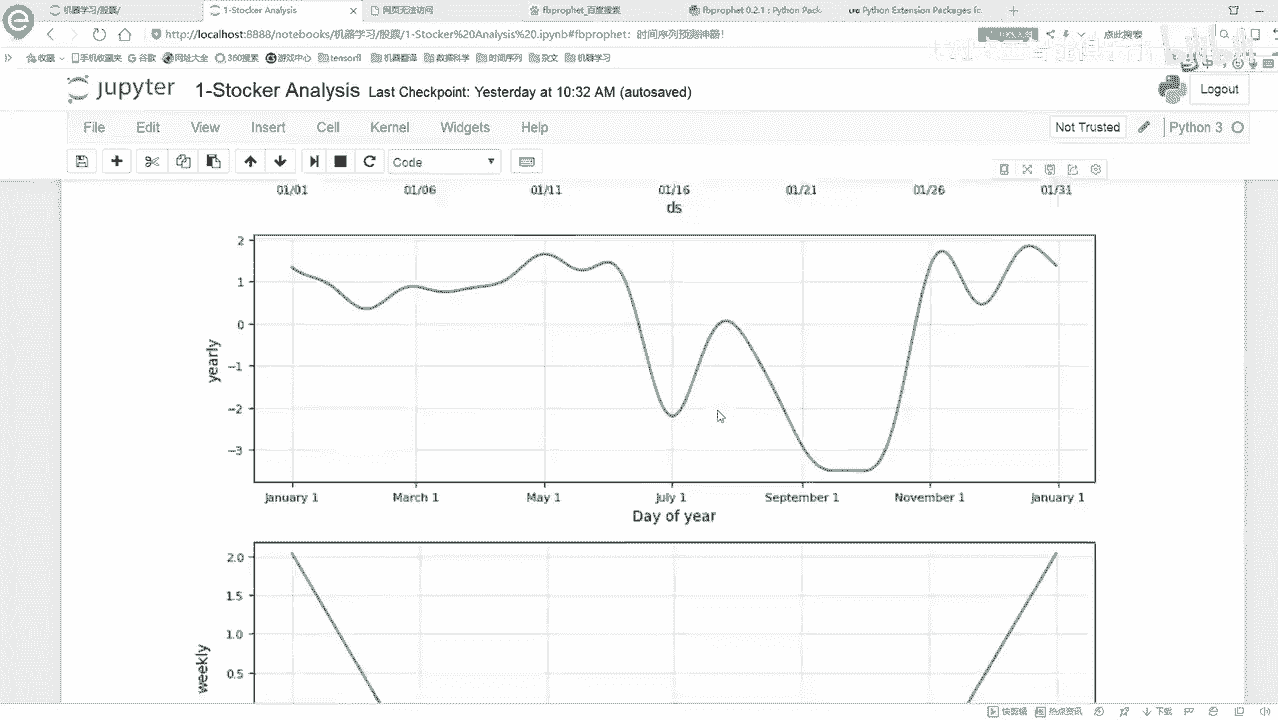 机器学习/股票/
1-Stocker Analysis
网页无法访问
fbprophet_百度搜索
fbprophet 0.2.1 : Python Pack
Python Extension Packages fo
http://localhost:8888/notebooks/机器学习/股票/1-Stocker%20Analysis%20.ipynb#fbprophet：时间序列预测神器！
点此搜索
收藏
手机收藏夹
谷歌
网址大全
360搜索
游戏中心
tensorfl
机器翻译
数据科学
时间序列
杂文
机器学习
jupyter
1-Stocker Analysis
Last Checkpoint: Yesterday at 10:32 AM (autosaved)
Logout
File
Edit
View
Insert
Cell
Kernel
Widgets
Help
Not Trusted
Python 3
Code
01/01
01/06
01/11
01/16
01/21
01/26
01/31
ds
2
1
0
−1
−2
−3
yearly
January 1
March 1
May 1
July 1
September 1
November 1
January 1
Day of year
2.0
1.5
1.0
0.5
weekly
快剪辑
热点资讯
下载